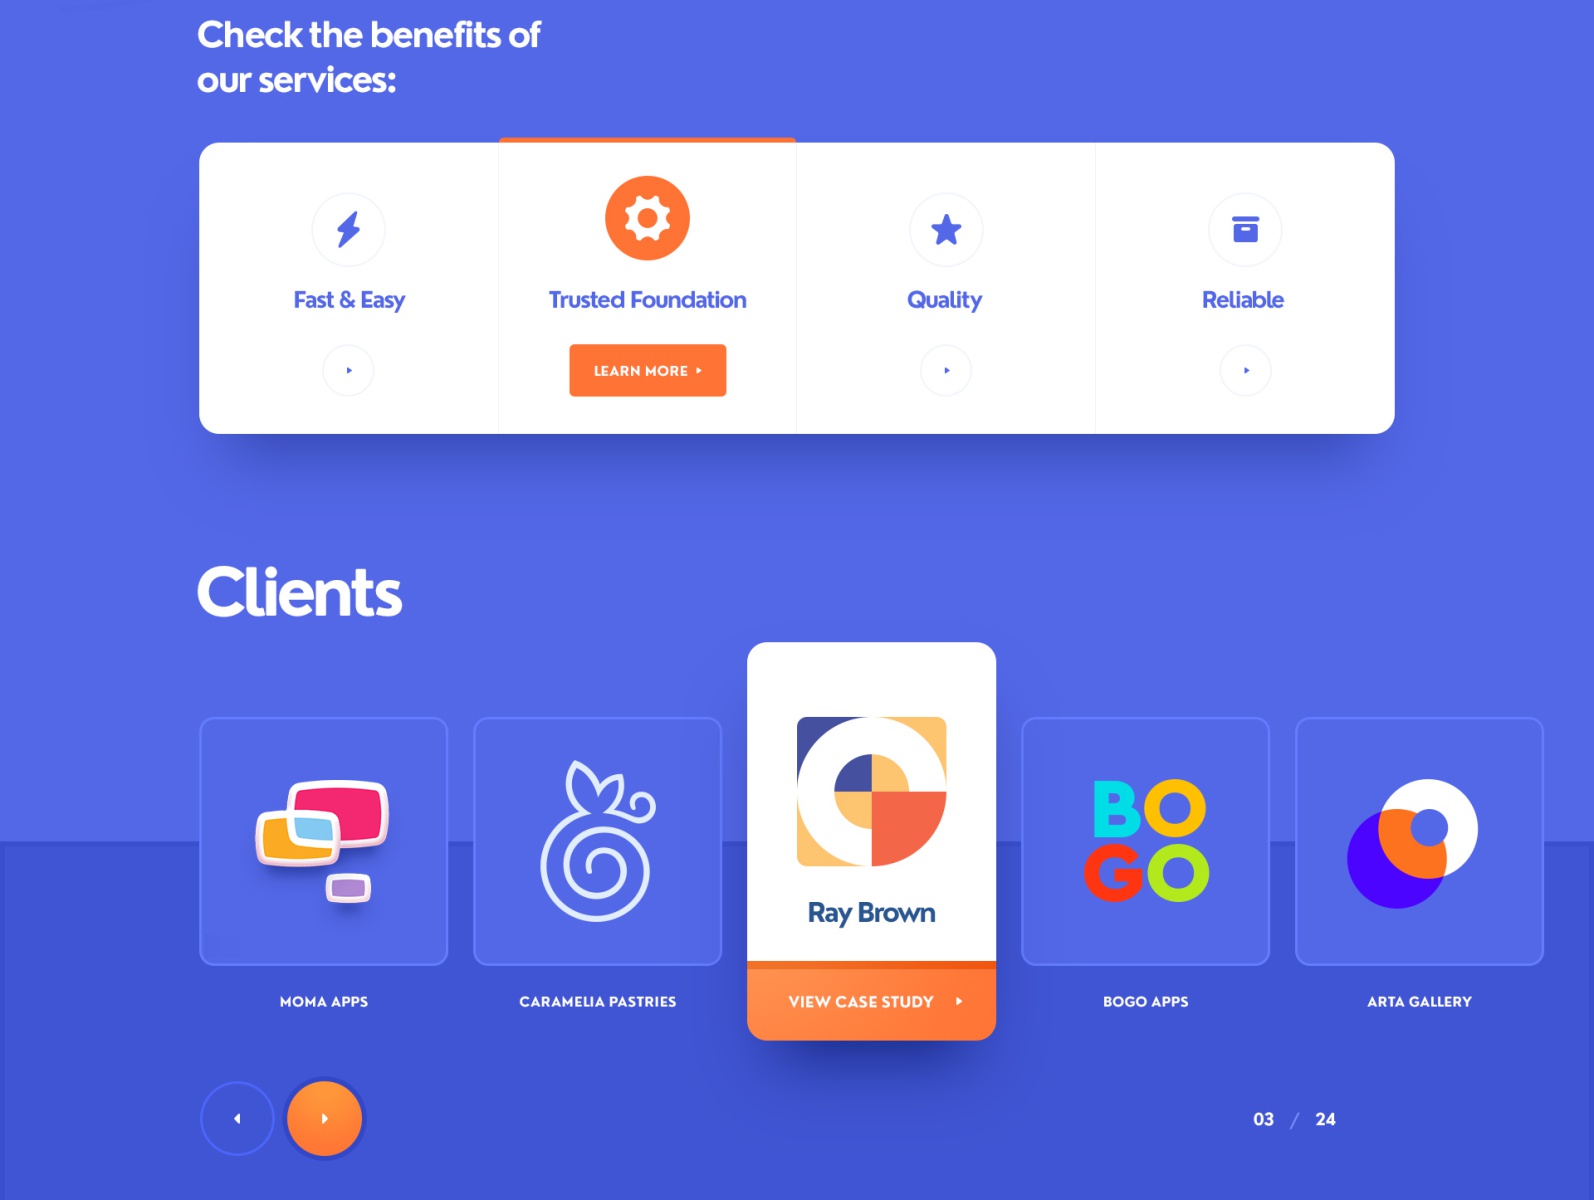 Check the benefits of
our services:
Fast & Easy
Trusted Foundation
Quality
Reliable
LEARN MORE
Clients
BO
GO
Ray Brown
VIEW CASE STUDY
MOMA APPS
CARAMELIA PASTRIES
BOGO APPS
ARTA GALLERY
03 / 24